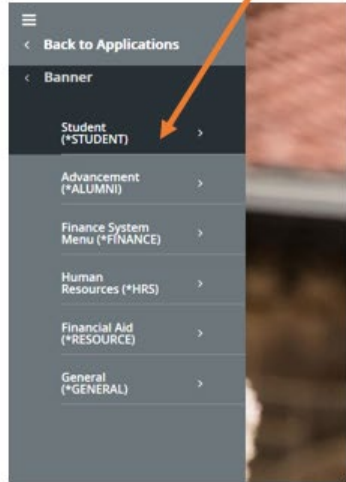 Back to Applications
Banner
Student
(*STUDENT)
Advancement
(*ALUMNI)
Finance System
Menu (*FINANCE)
Human
Resources (*HRS)
Financial Aid
(*RESOURCE)
General
(*GENERAL)